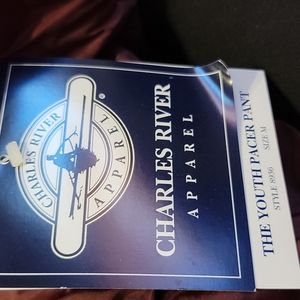 CHARLES RIVER
APPAREL
CHARLES RIVER
APPAREL
THE YOUTH PACER PANT
STYLE 8936 SIZE M